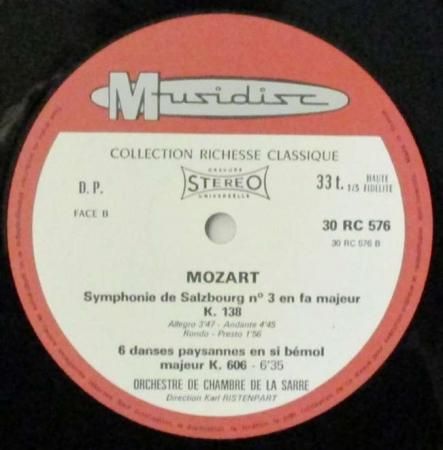 Musidisc
COLLECTION RICHESSE CLASSIQUE
GRAVURE
STEREO
UNIVERSELLE
D. P.
33 t. 1/3 HAUTE FIDELITE
FACE B
30 RC 576
30 RC 576 B
MOZART
Symphonie de Salzbourg nº 3 en fa majeur
K. 138
Allegro 3'47 - Andante 4'45
Rondo - Presto 1'56
6 danses paysannes en si bémol
majeur K. 606 - 6'35
ORCHESTRE DE CHAMBRE DE LA SARRE
Direction Karl RISTENPART